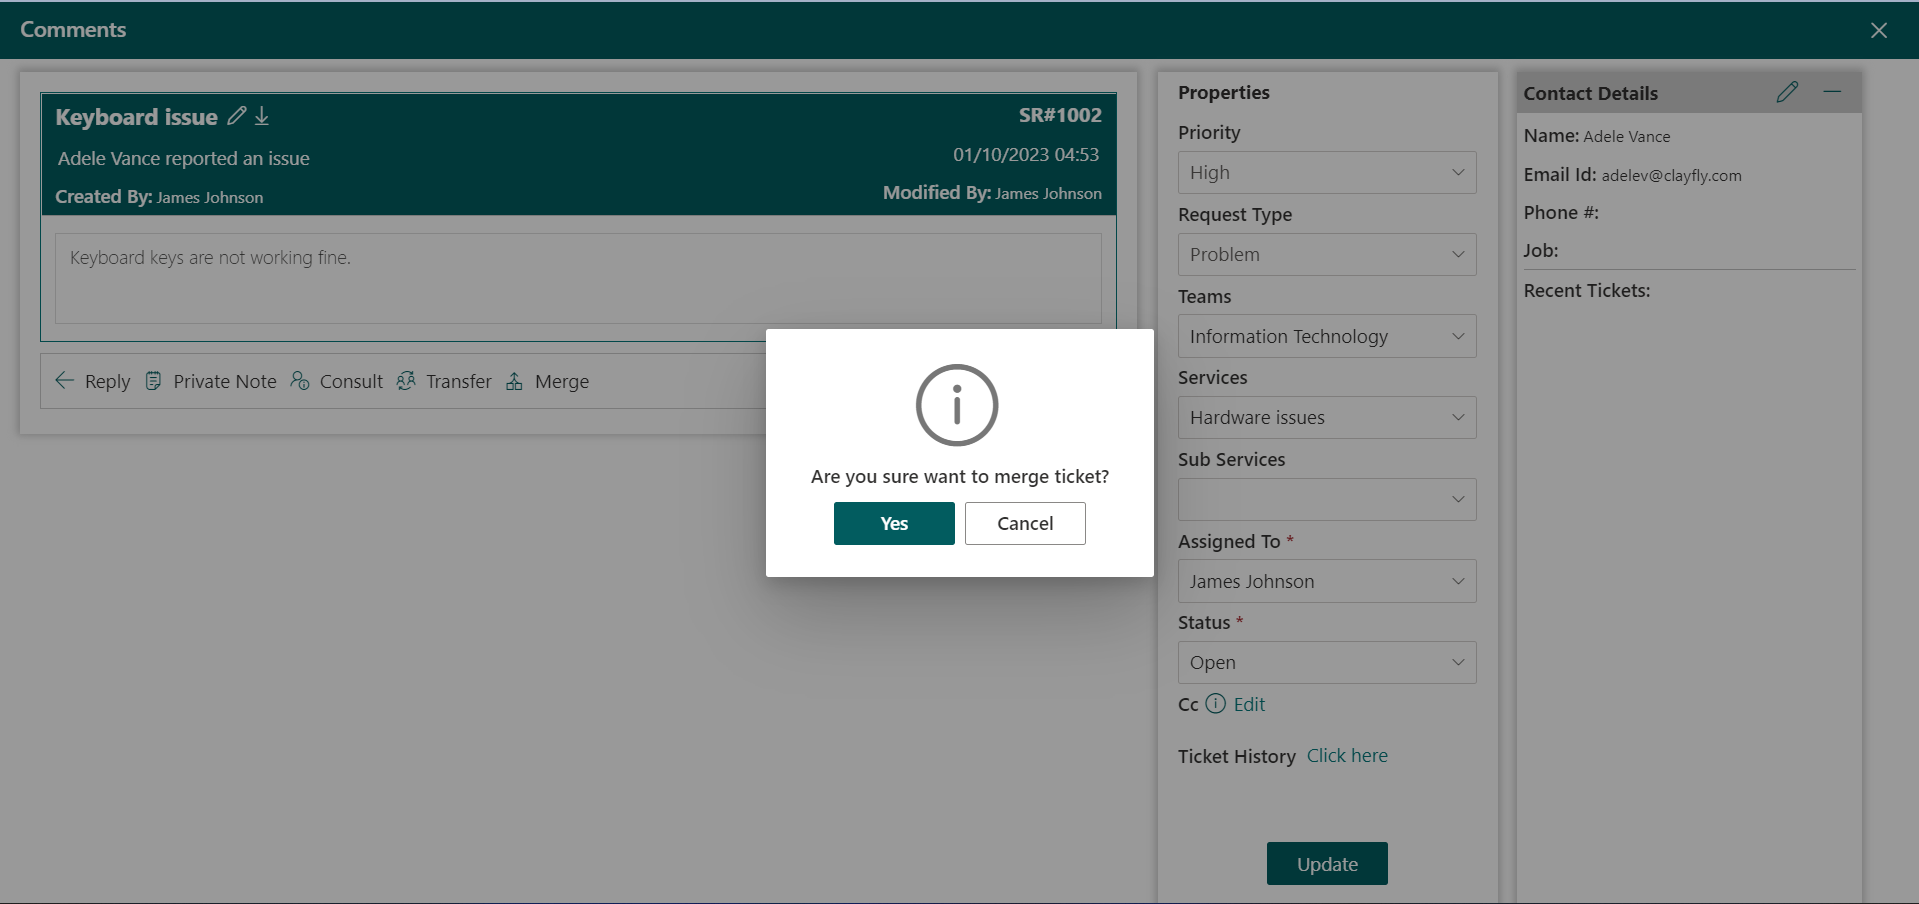 Comments
Keyboard issue
SR#1002
Adele Vance reported an issue
01/10/2023 04:53
Created By: James Johnson
Modified By: James Johnson
Keyboard keys are not working fine.
Reply
Private Note
Consult
Transfer
Merge
Are you sure want to merge ticket?
Yes
Cancel
Properties
Priority
High
Request Type
Problem
Teams
Information Technology
Services
Hardware issues
Sub Services
Assigned To *
James Johnson
Status *
Open
Cc Edit
Ticket History Click here
Update
Contact Details
Name: Adele Vance
Email Id: adelev@clayfly.com
Phone #:
Job:
Recent Tickets: